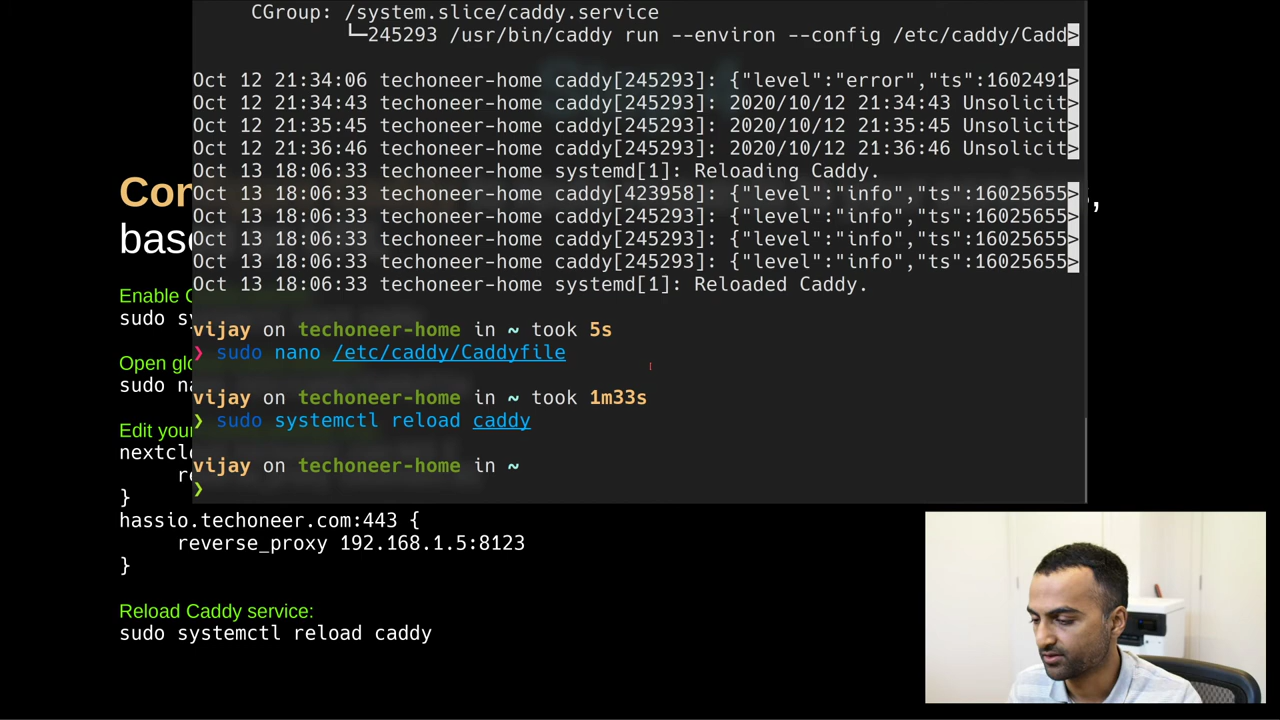 CGroup: /system.slice/caddy.service
└─245293 /usr/bin/caddy run --environ --config /etc/caddy/Cadd>
Oct 12 21:34:06 techoneer-home caddy[245293]: {"level":"error","ts":1602491>
Oct 12 21:34:43 techoneer-home caddy[245293]: 2020/10/12 21:34:43 Unsolicit>
Oct 12 21:35:45 techoneer-home caddy[245293]: 2020/10/12 21:35:45 Unsolicit>
Oct 12 21:36:46 techoneer-home caddy[245293]: 2020/10/12 21:36:46 Unsolicit>
Oct 13 18:06:33 techoneer-home systemd[1]: Reloading Caddy.
Oct 13 18:06:33 techoneer-home caddy[423958]: {"level":"info","ts":16025655>
Oct 13 18:06:33 techoneer-home caddy[245293]: {"level":"info","ts":16025655>
Oct 13 18:06:33 techoneer-home caddy[245293]: {"level":"info","ts":16025655>
Oct 13 18:06:33 techoneer-home caddy[245293]: {"level":"info","ts":16025655>
Oct 13 18:06:33 techoneer-home systemd[1]: Reloaded Caddy.
vijay on techoneer-home in ~ took 5s
❯ sudo nano /etc/caddy/Caddyfile
vijay on techoneer-home in ~ took 1m33s
❯ sudo systemctl reload caddy
vijay on techoneer-home in ~
❯
Con
s,
base
Enable C
sudo sy
Open glo
sudo na
Edit your
nextclo
re
}
hassio.techoneer.com:443 {
reverse_proxy 192.168.1.5:8123
}
Reload Caddy service:
sudo systemctl reload caddy